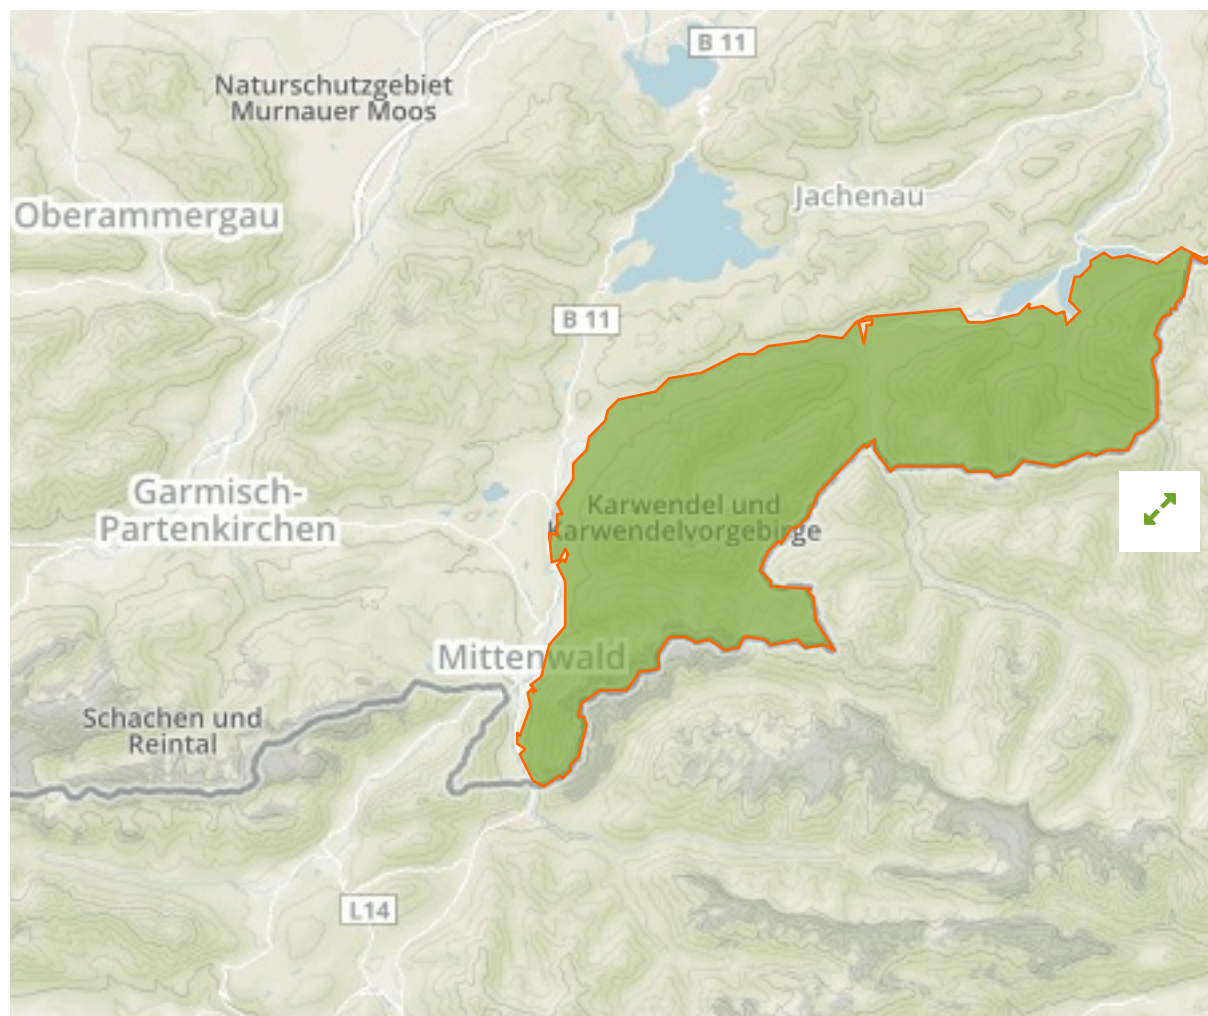 B 11
Naturschutzgebiet
Murnauer Moos
Jachenau
Oberammergau
B 11
Garmisch-
Partenkirchen
Karwendel und
Karwendelvorgebirge
Mittenwald
Schachen und
Reintal
L14